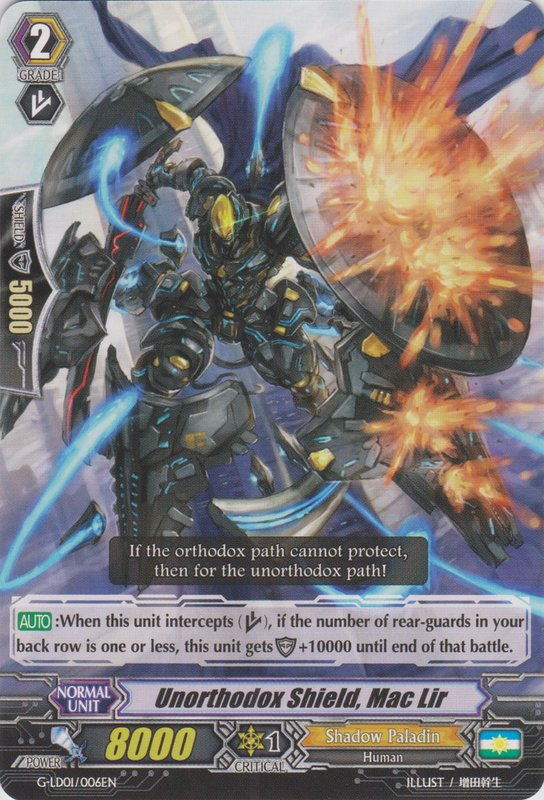 2
GRADE
SHIELD
5000
If the orthodox path cannot protect,
then for the unorthodox path!
AUTO :When this unit intercepts ( ), if the number of rear-guards in your
back row is one or less, this unit gets +10000 until end of that battle.
NORMAL
UNIT
Unorthodox Shield, Mac Lir
POWER
8000
1
CRITICAL
Shadow Paladin
Human
G-LD01/006EN
ILLUST / 増田幹生